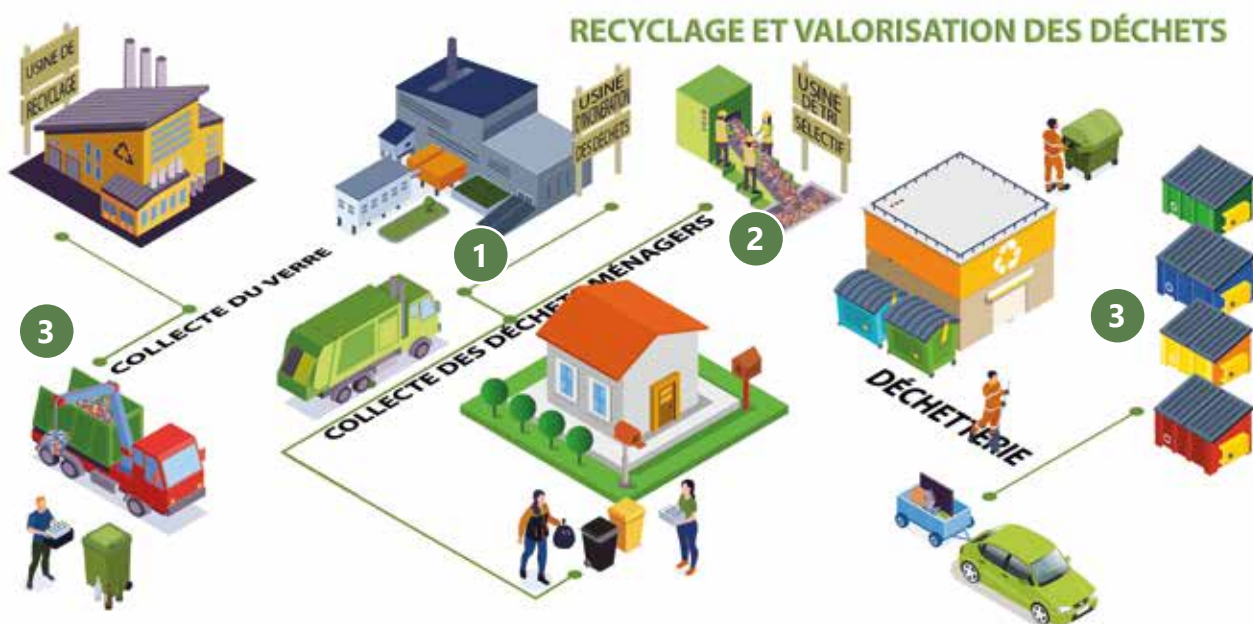 RECYCLAGE ET VALORISATION DES DÉCHETS
USINE DE
RECYCLAGE
USINE
D'INCINÉRATION
DES DÉCHETS
USINE
DE TRI
SÉLECTIF
1
2
COLLECTE DU VERRE
3
COLLECTE DES DÉCHETS MÉNAGERS
3
DÉCHETTERIE